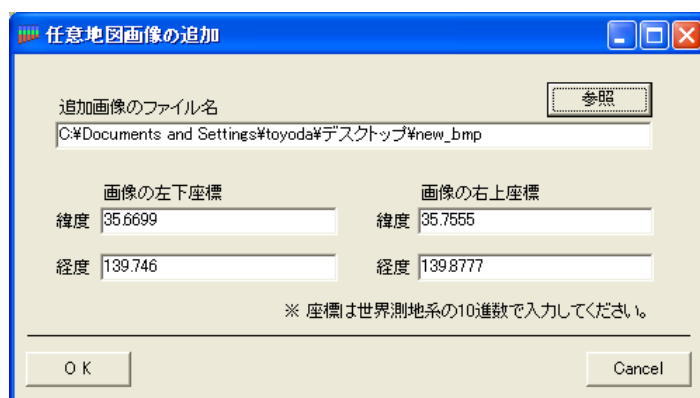 任意地図画像の追加
参照
追加画像のファイル名
C:¥Documents and Settings¥toyoda¥デスクトップ¥new_bmp
画像の左下座標 画像の右上座標
緯度 35.6699 緯度 35.7555
経度 139.746 経度 139.8777
※ 座標は世界測地系の10進数で入力してください。
O K Cancel